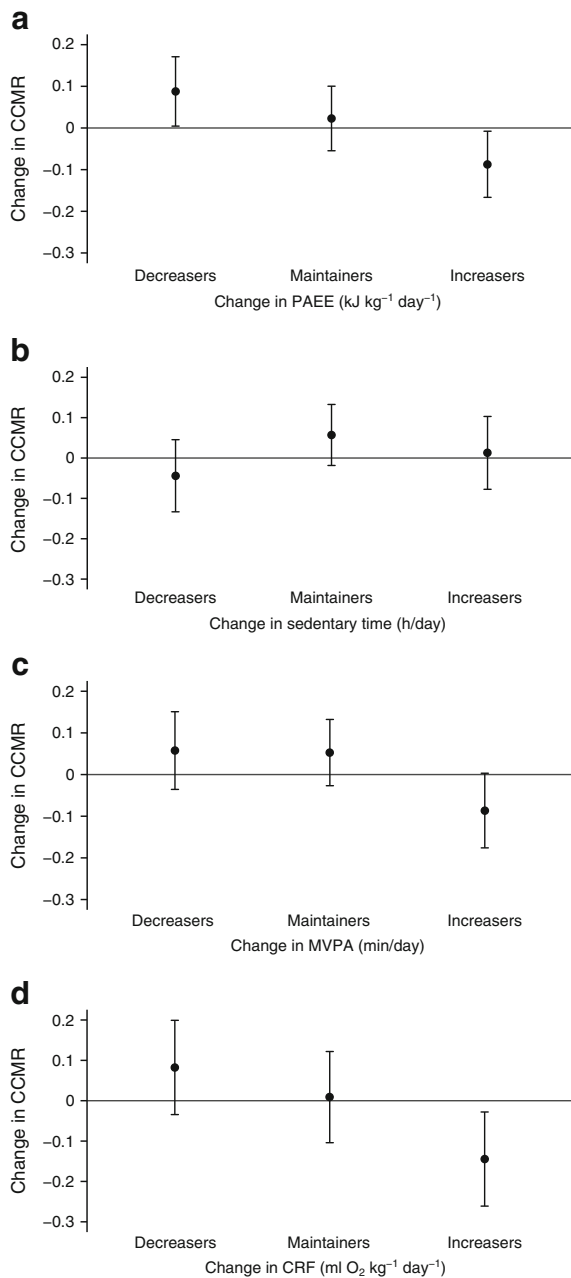 a
Change in CCMR
0.2
0.1
0
–0.1
–0.2
–0.3
Decreasers Maintainers Increasers
Change in PAEE (kJ kg⁻¹ day⁻¹)
b
Change in CCMR
0.2
0.1
0
–0.1
–0.2
–0.3
Decreasers Maintainers Increasers
Change in sedentary time (h/day)
c
Change in CCMR
0.2
0.1
0
–0.1
–0.2
–0.3
Decreasers Maintainers Increasers
Change in MVPA (min/day)
d
Change in CCMR
0.2
0.1
0
–0.1
–0.2
–0.3
Decreasers Maintainers Increasers
Change in CRF (ml O₂ kg⁻¹ day⁻¹)